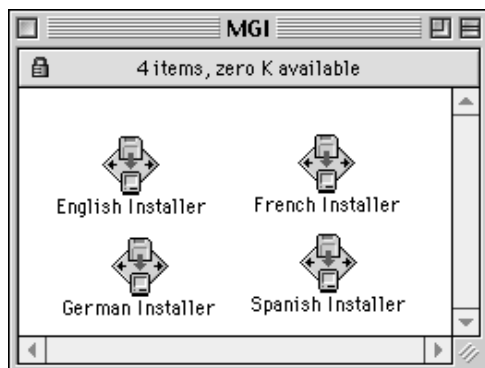 MGI
4 items, zero K available
English Installer
French Installer
German Installer
Spanish Installer